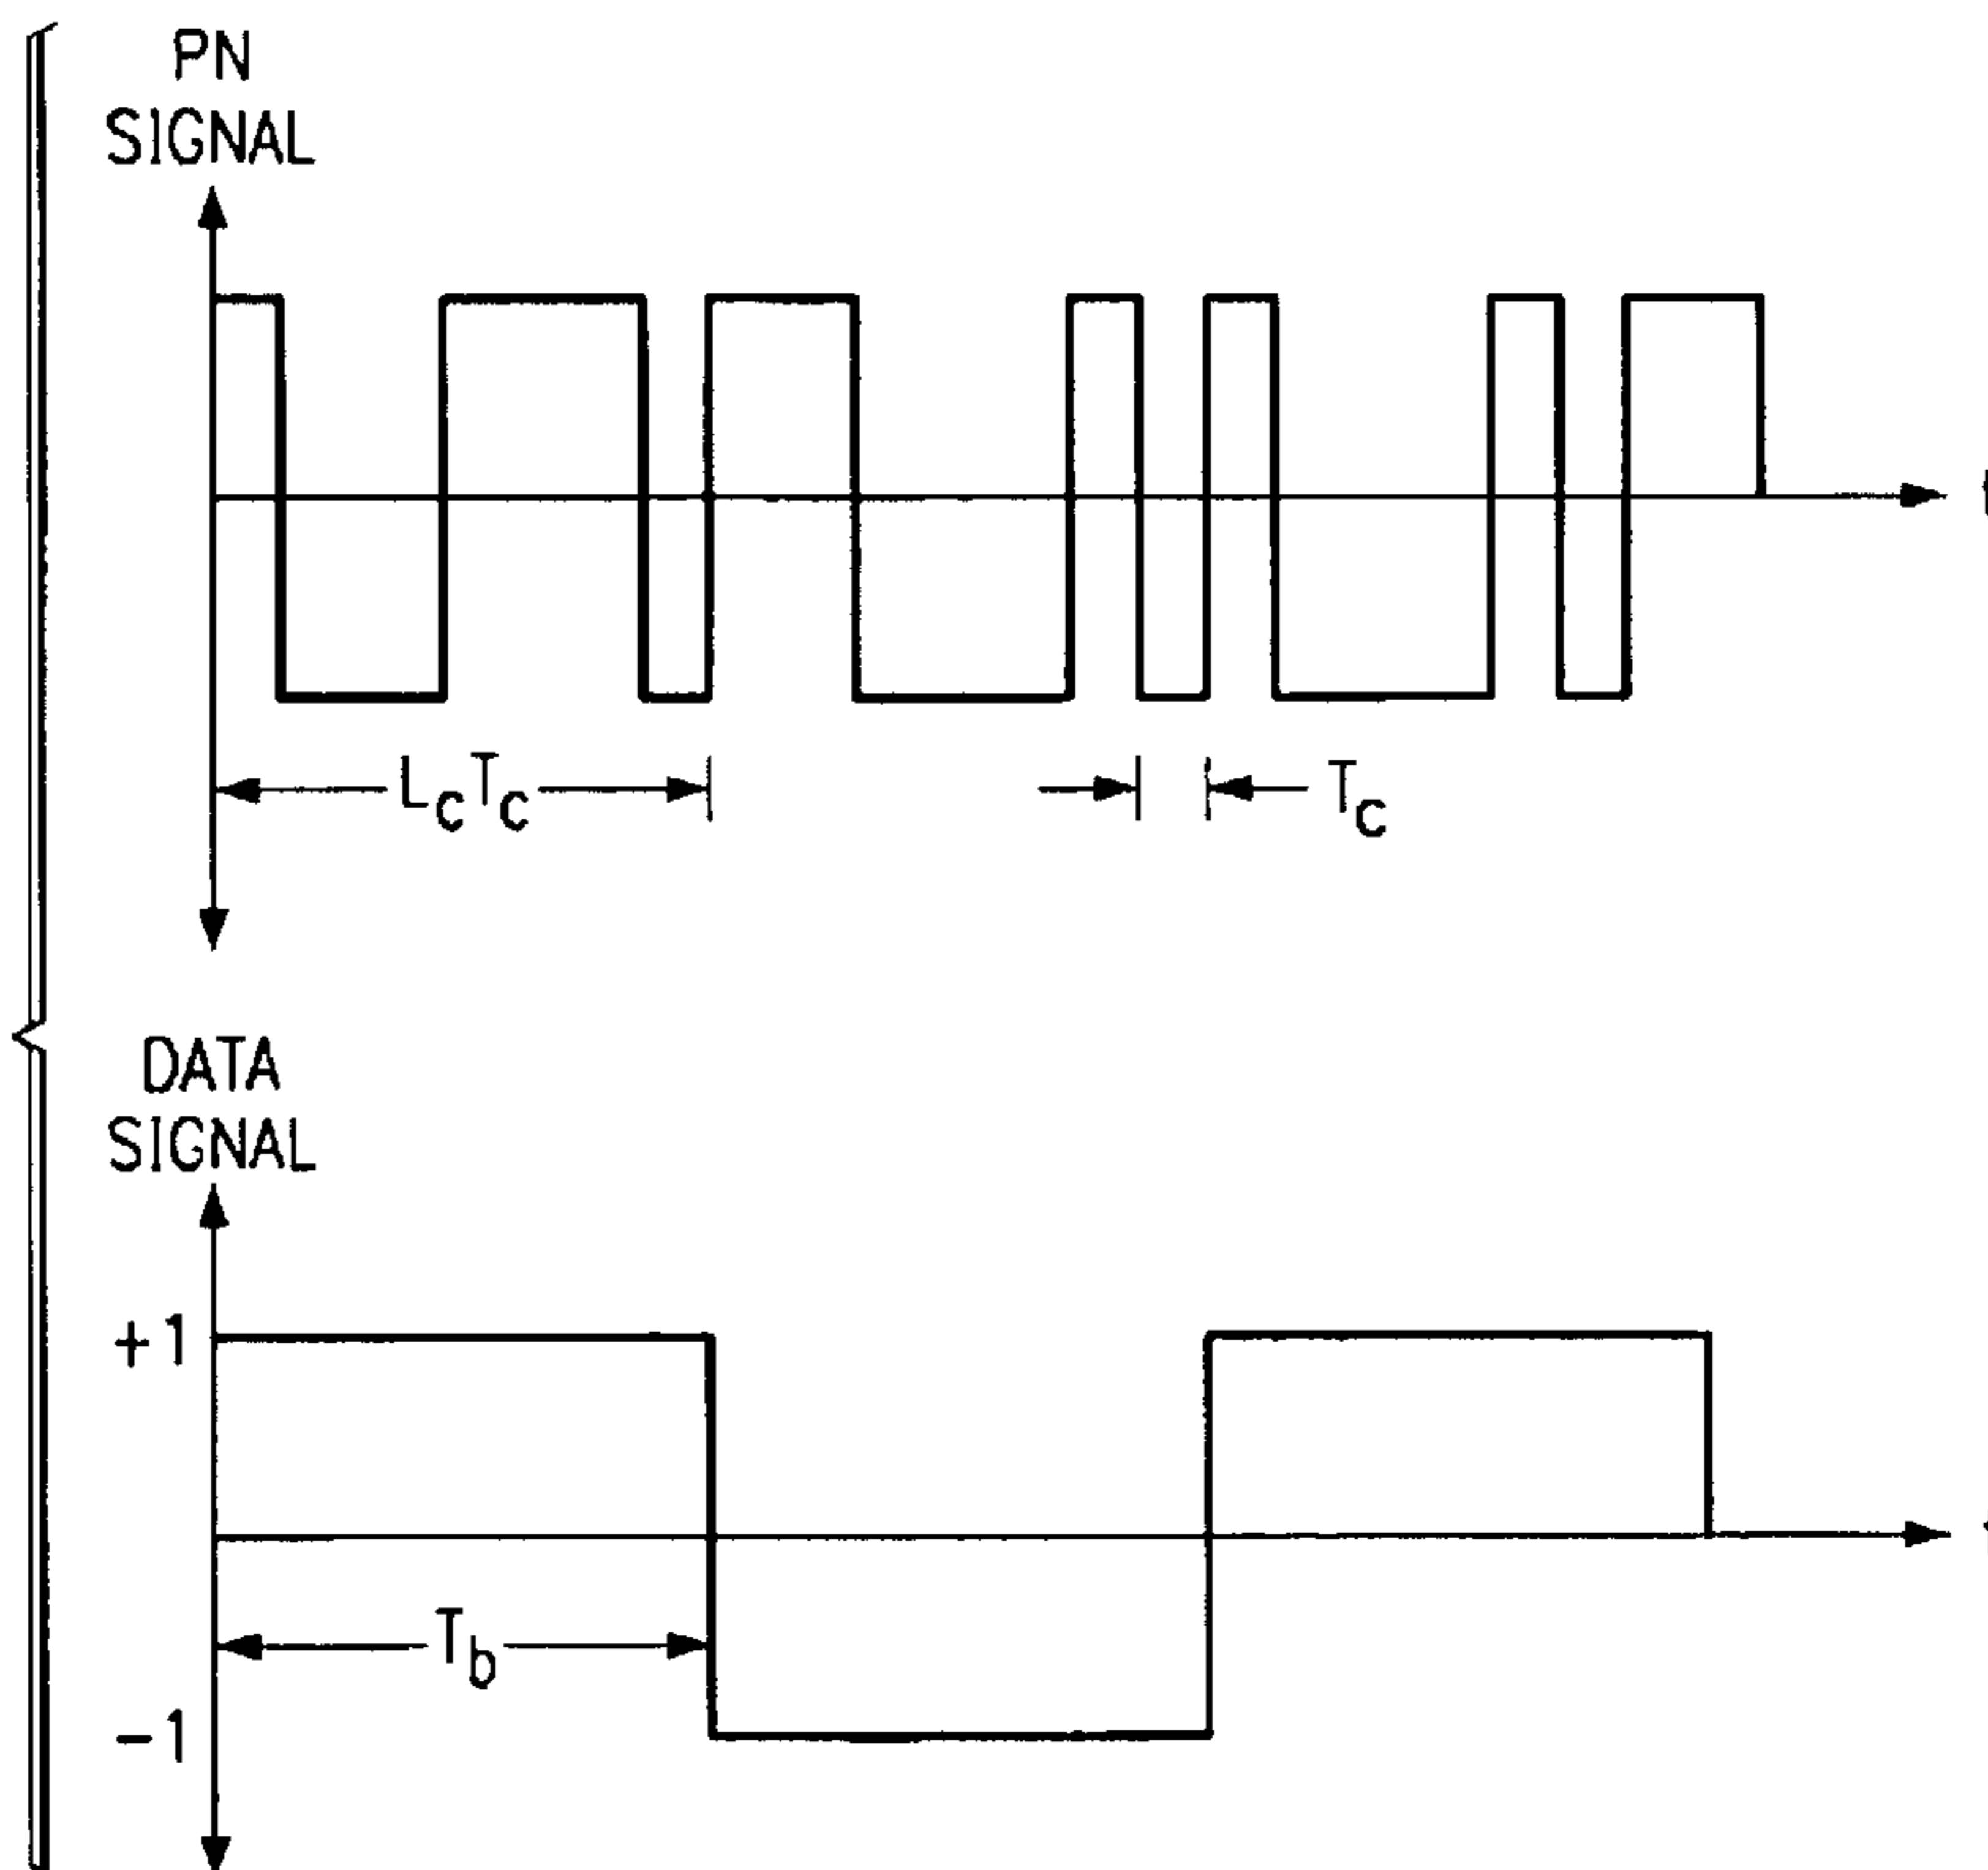 PN
SIGNAL
LcTc
Tc
DATA
SIGNAL
+1
Tb
-1